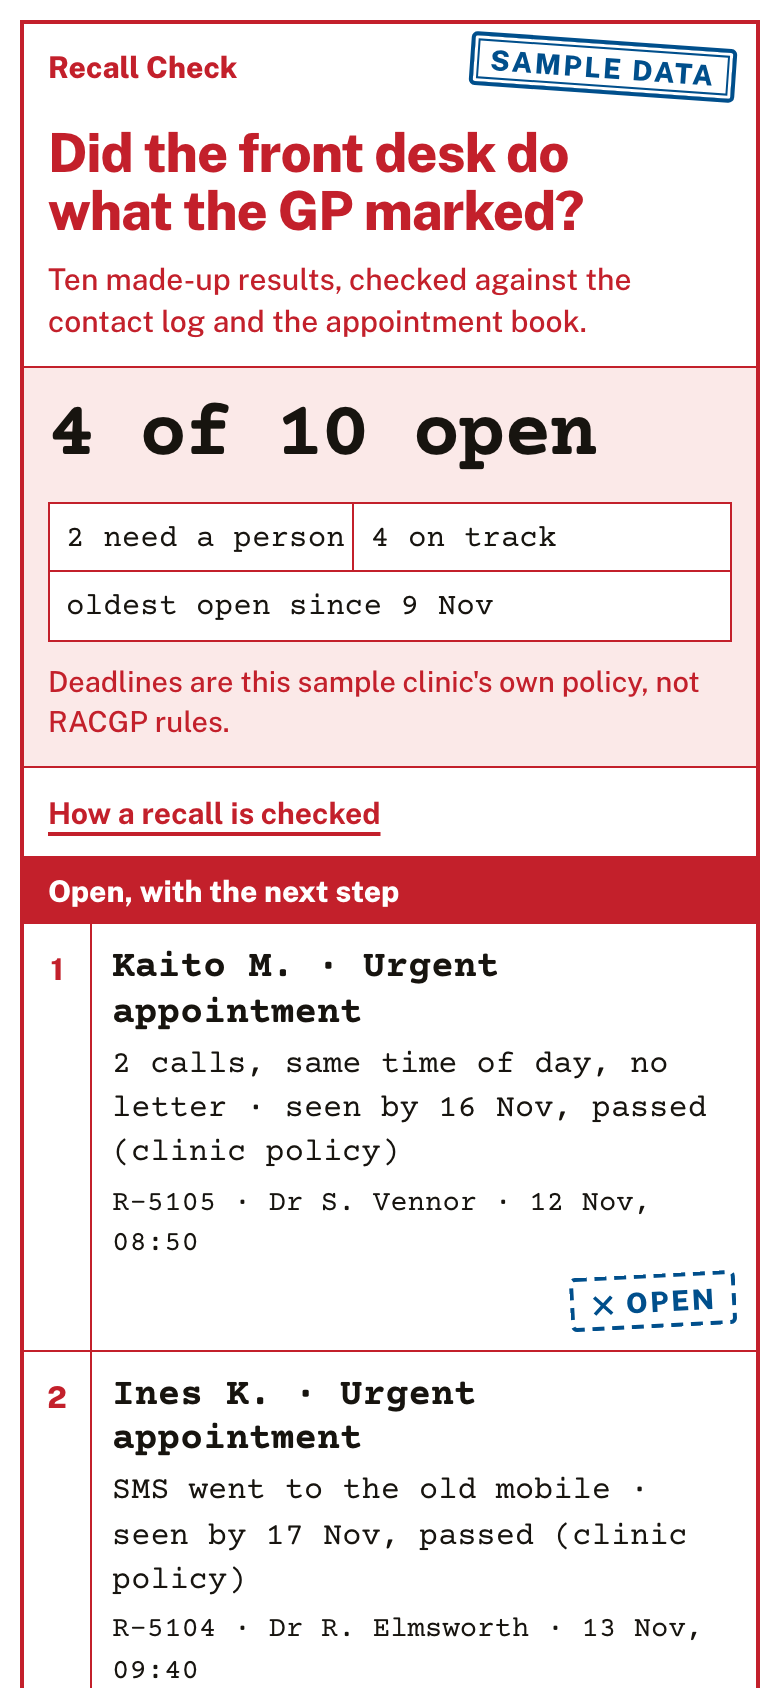 Recall Check
SAMPLE DATA
Did the front desk do
what the GP marked?
Ten made-up results, checked against the
contact log and the appointment book.
4 of 10 open
2 need a person
4 on track
oldest open since 9 Nov
Deadlines are this sample clinic's own policy, not
RACGP rules.
How a recall is checked
Open, with the next step
1
Kaito M. · Urgent
appointment
2 calls, same time of day, no
letter · seen by 16 Nov, passed
(clinic policy)
R-5105 · Dr S. Vennor · 12 Nov,
08:50
× OPEN
2
Ines K. · Urgent
appointment
SMS went to the old mobile ·
seen by 17 Nov, passed (clinic
policy)
R-5104 · Dr R. Elmsworth · 13 Nov,
09:40